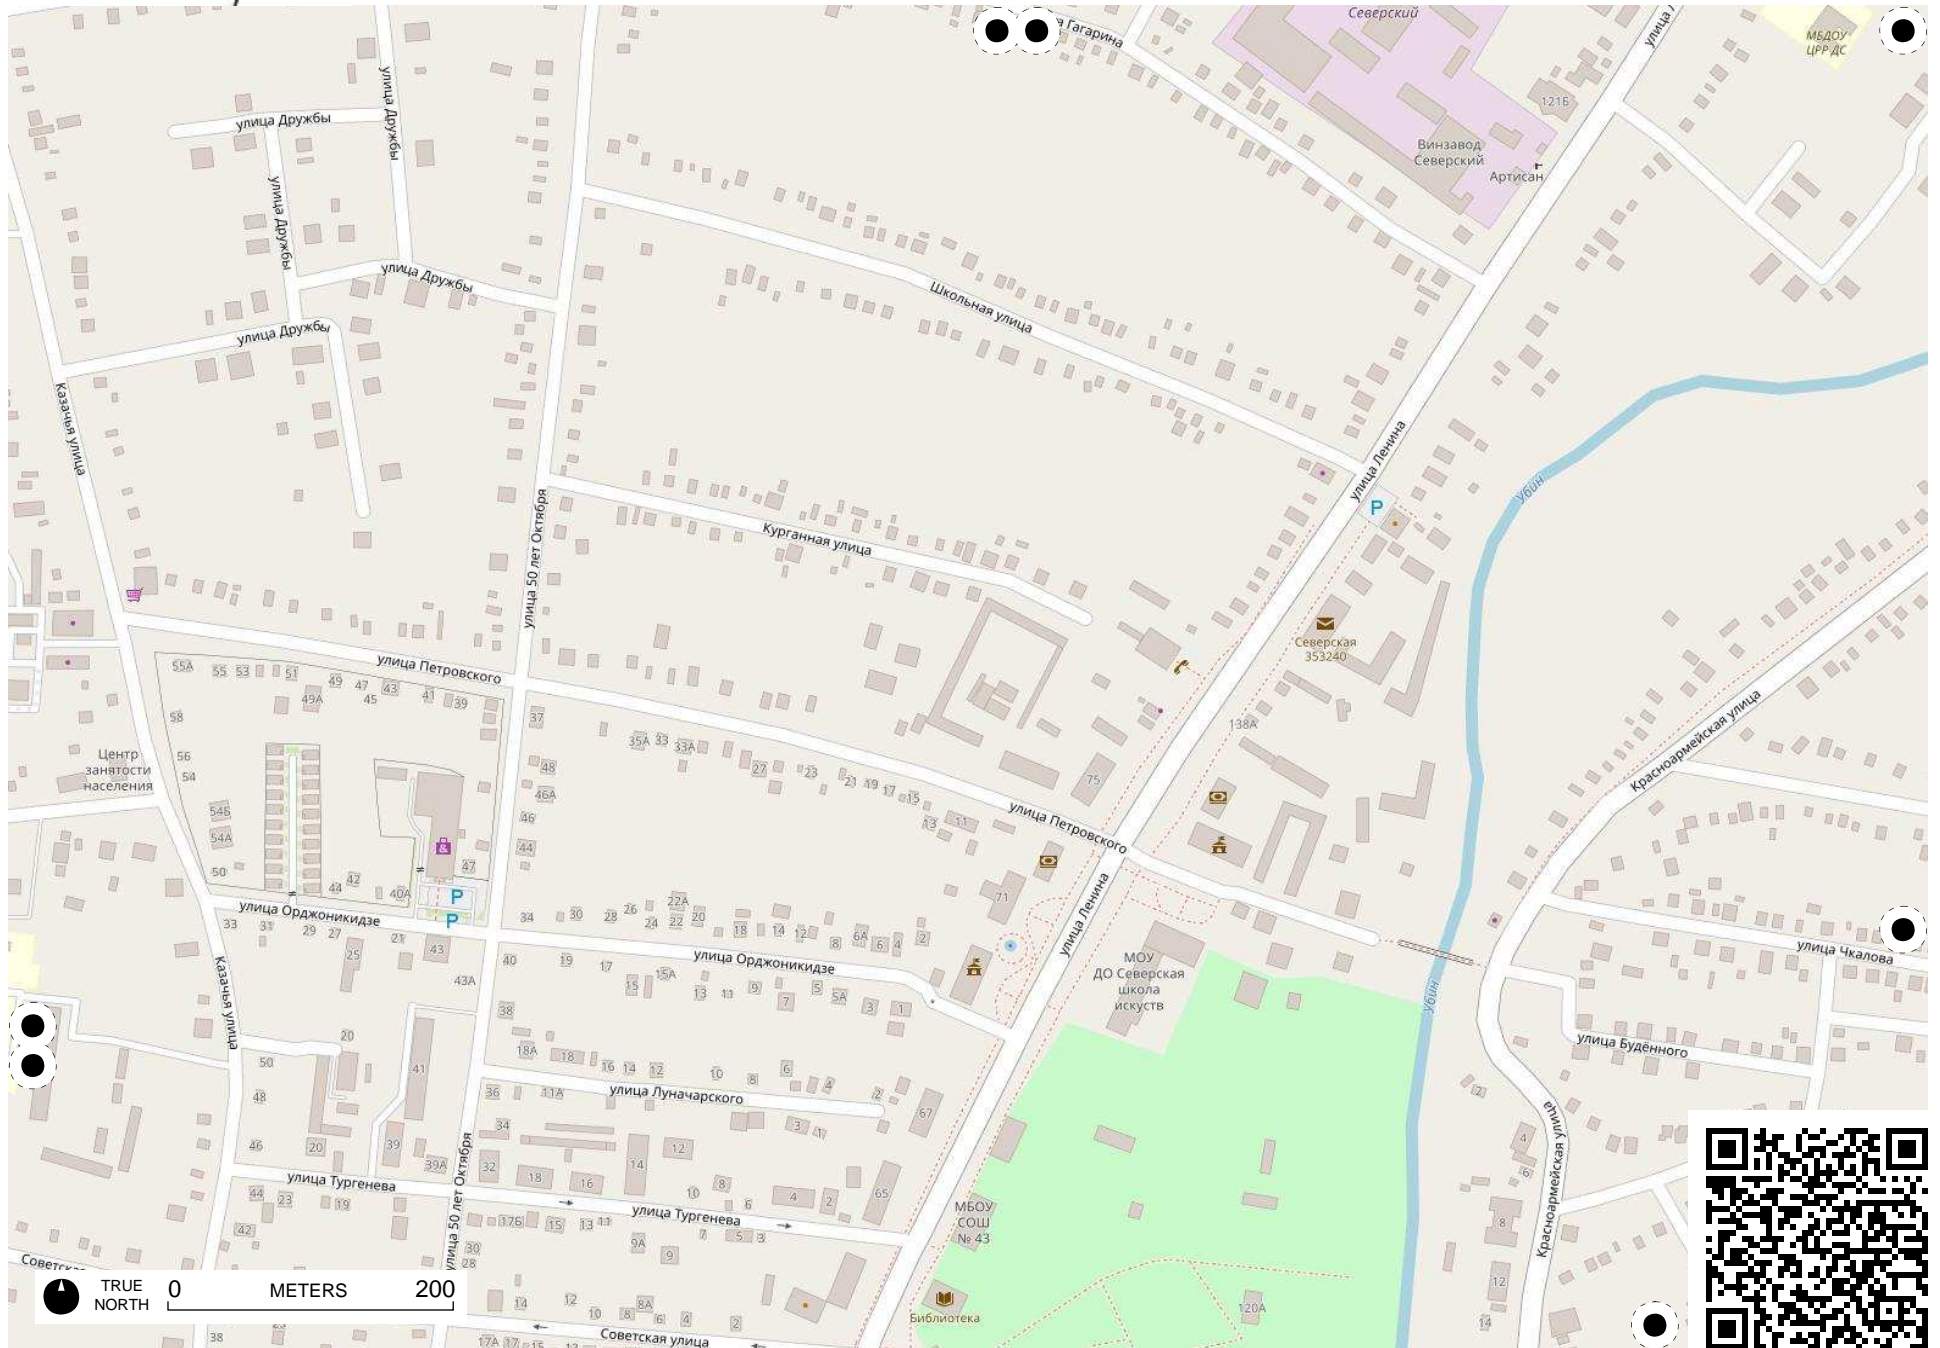 Северский
МБДОУ
ЦРР ДС
Гагарина
улица Дружбы
улица Дружбы
121Б
Винзавод
Северский
Артисан
улица Дружбы
улица Дружбы
Школьная улица
улица Дружбы
Казачья улица
улица Ленина
P
Убин
улица 50 лет Октября
Курганная улица
Северская
353240
55А
55
53
51
49
47
43
41
39
49А
45
улица Петровского
58
56
54
Центр
занятости
населения
37
35А
33
33А
27
23
21
19
17
15
13
11
138А
75
Красноармейская улица
48
46А
46
44
54Б
54А
50
47
44
42
40А
P
P
улица Петровского
71
улица Орджоникидзе
33
31
29
27
25
21
43
43А
34
30
28
26
24
22А
22
20
18
14
12
8
6А
6
4
2
улица Ленина
улица Чкалова
40
19
17
15
15А
улица Орджоникидзе
13
11
9
7
5
5А
3
1
МОУ
ДО Северская
школа
искуств
Убин
Казачья улица
38
20
50
48
46
41
18А
18
16
14
12
10
8
6
4
2
улица Будённого
36
11А
улица Луначарского
67
34
3
1
2
4
6
39
39А
20
32
18
16
14
12
10
8
6
4
2
65
улица Тургенева
44
23
19
42
улица 50 лет Октября
17Б
15
13
11
улица Тургенева
9А
9
7
5
3
МБОУ
СОШ
№ 43
Красноармейская улица
8
12
14
30
28
14
12
10
8А
8
6
4
2
Библиотека
120А
TRUE
NORTH
0
METERS
200
38
17А
17
15
Советская улица